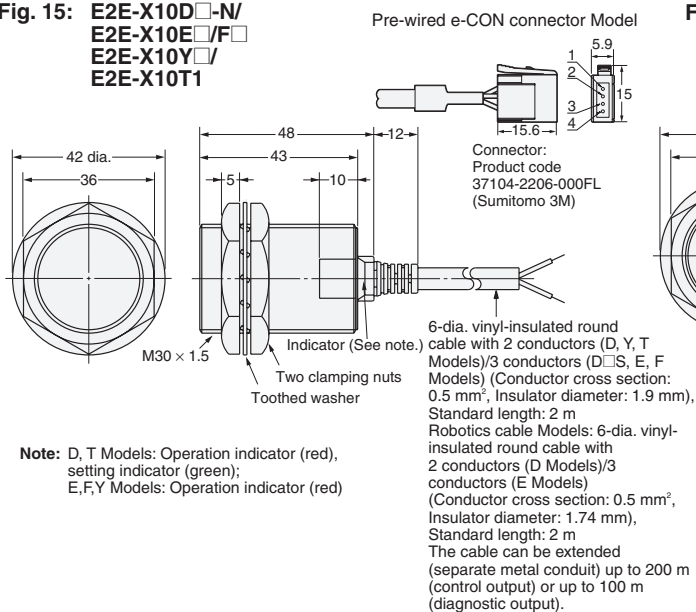 Fig. 15: E2E-X10D□-N/
E2E-X10E□/F□
E2E-X10Y□/
E2E-X10T1
Pre-wired e-CON connector Model
F
5.9
1
2
3
4
15
15.6
Connector:
Product code
37104-2206-000FL
(Sumitomo 3M)
48
12
43
5
10
42 dia.
36
M30 × 1.5
Indicator (See note.)
Two clamping nuts
Toothed washer
6-dia. vinyl-insulated round
cable with 2 conductors (D, Y, T
Models)/3 conductors (D□S, E, F
Models) (Conductor cross section:
0.5 mm², Insulator diameter: 1.9 mm),
Standard length: 2 m
Robotics cable Models: 6-dia. vinyl-
insulated round cable with
2 conductors (D Models)/3
conductors (E Models)
(Conductor cross section: 0.5 mm²,
Insulator diameter: 1.74 mm),
Standard length: 2 m
The cable can be extended
(separate metal conduit) up to 200 m
(control output) or up to 100 m
(diagnostic output).
Note: D, T Models: Operation indicator (red),
setting indicator (green);
E,F,Y Models: Operation indicator (red)